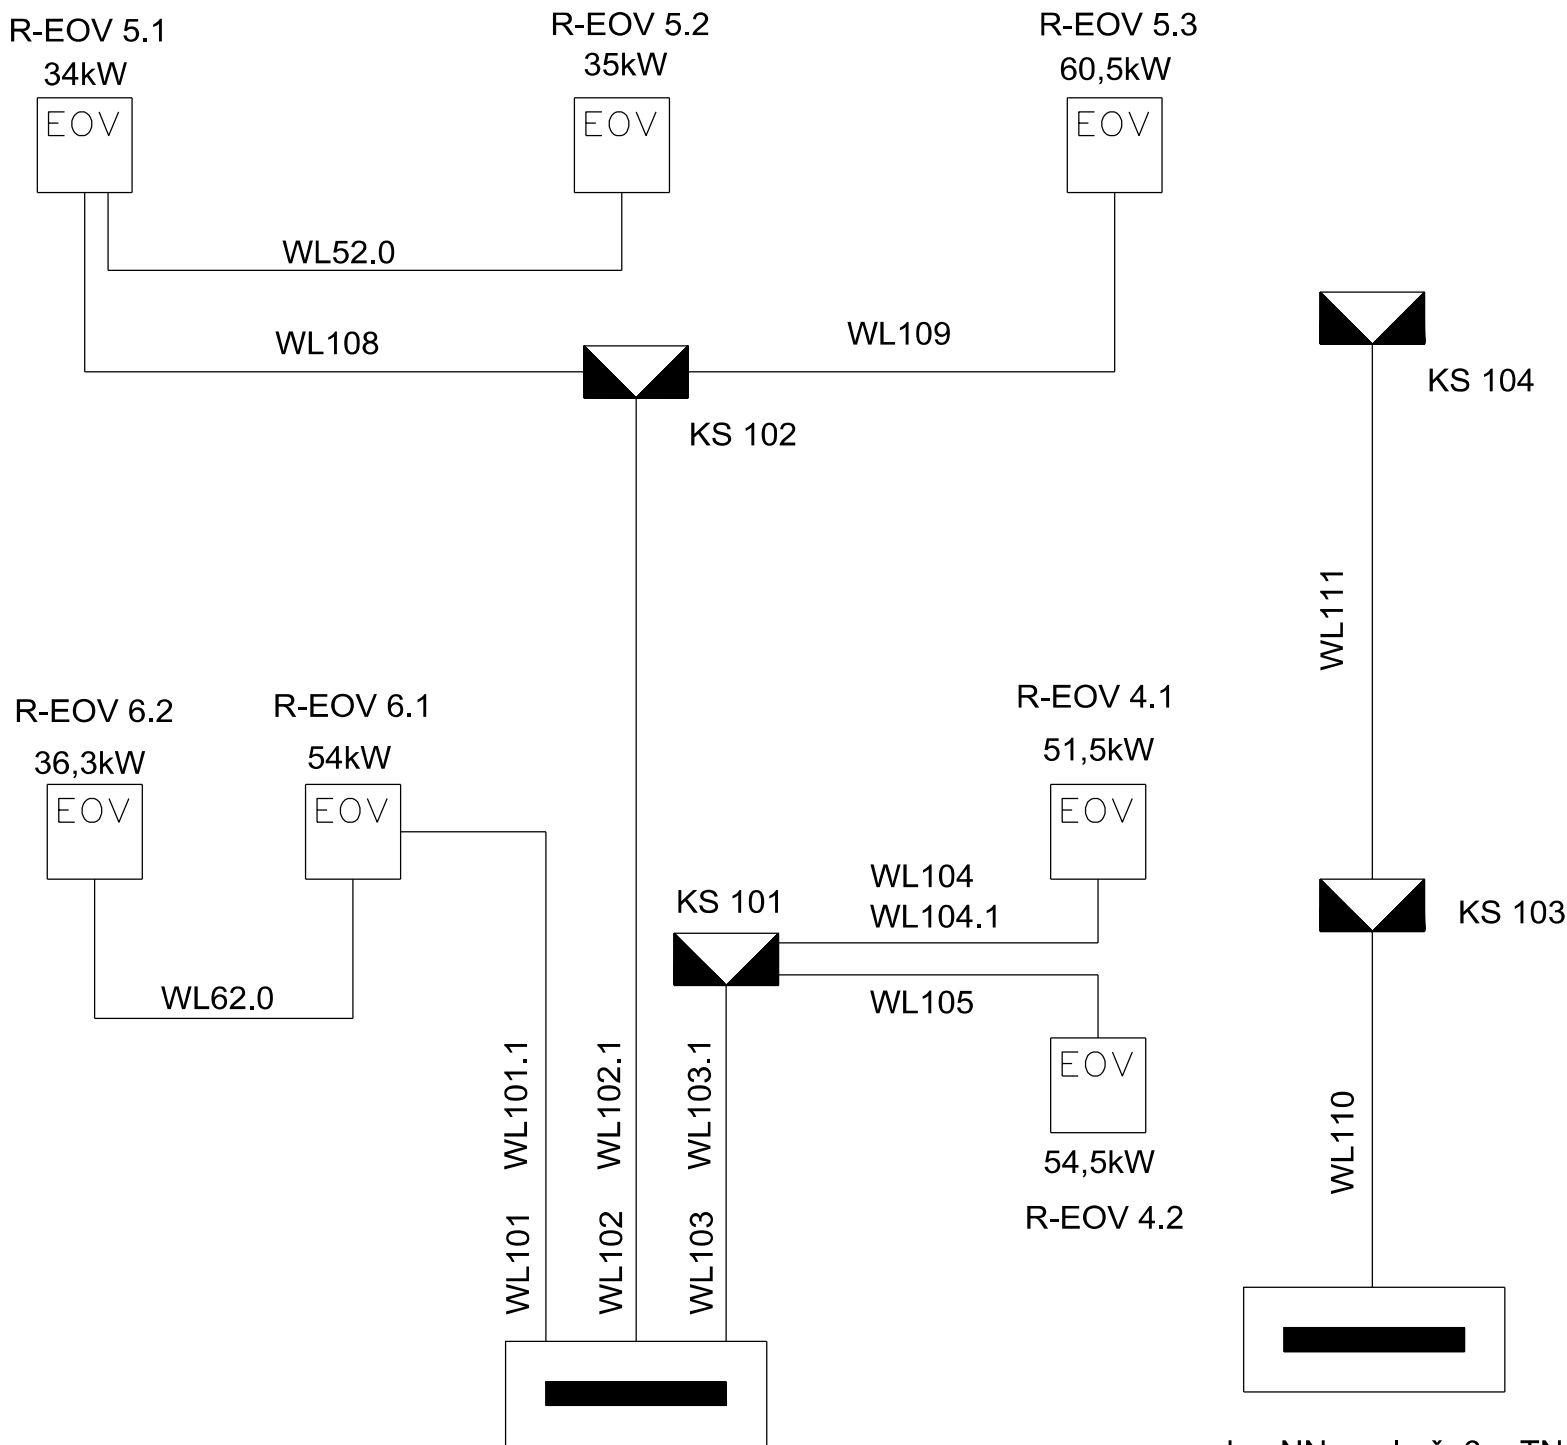 R-EOV 5.1
34kW
EOV
R-EOV 5.2
35kW
EOV
R-EOV 5.3
60,5kW
EOV
WL52.0
WL108
WL109
KS 102
KS 104
WL111
R-EOV 6.2
36,3kW
EOV
R-EOV 6.1
54kW
EOV
R-EOV 4.1
51,5kW
EOV
WL104
WL104.1
KS 101
KS 103
WL105
WL62.0
EOV
54,5kW
R-EOV 4.2
WL101.1
WL102.1
WL103.1
WL110
WL101
WL102
WL103